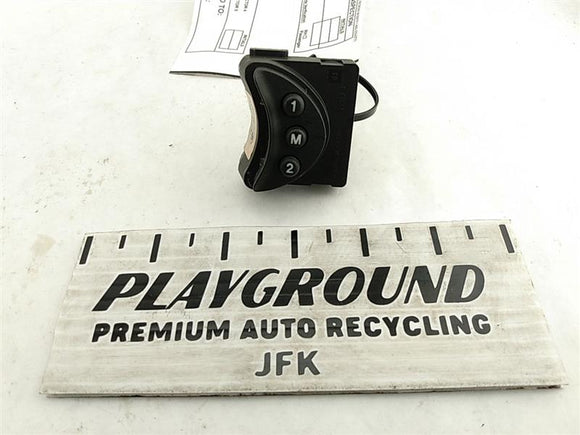 1
M
2
PLAYGROUND
PREMIUM AUTO RECYCLING
JFK